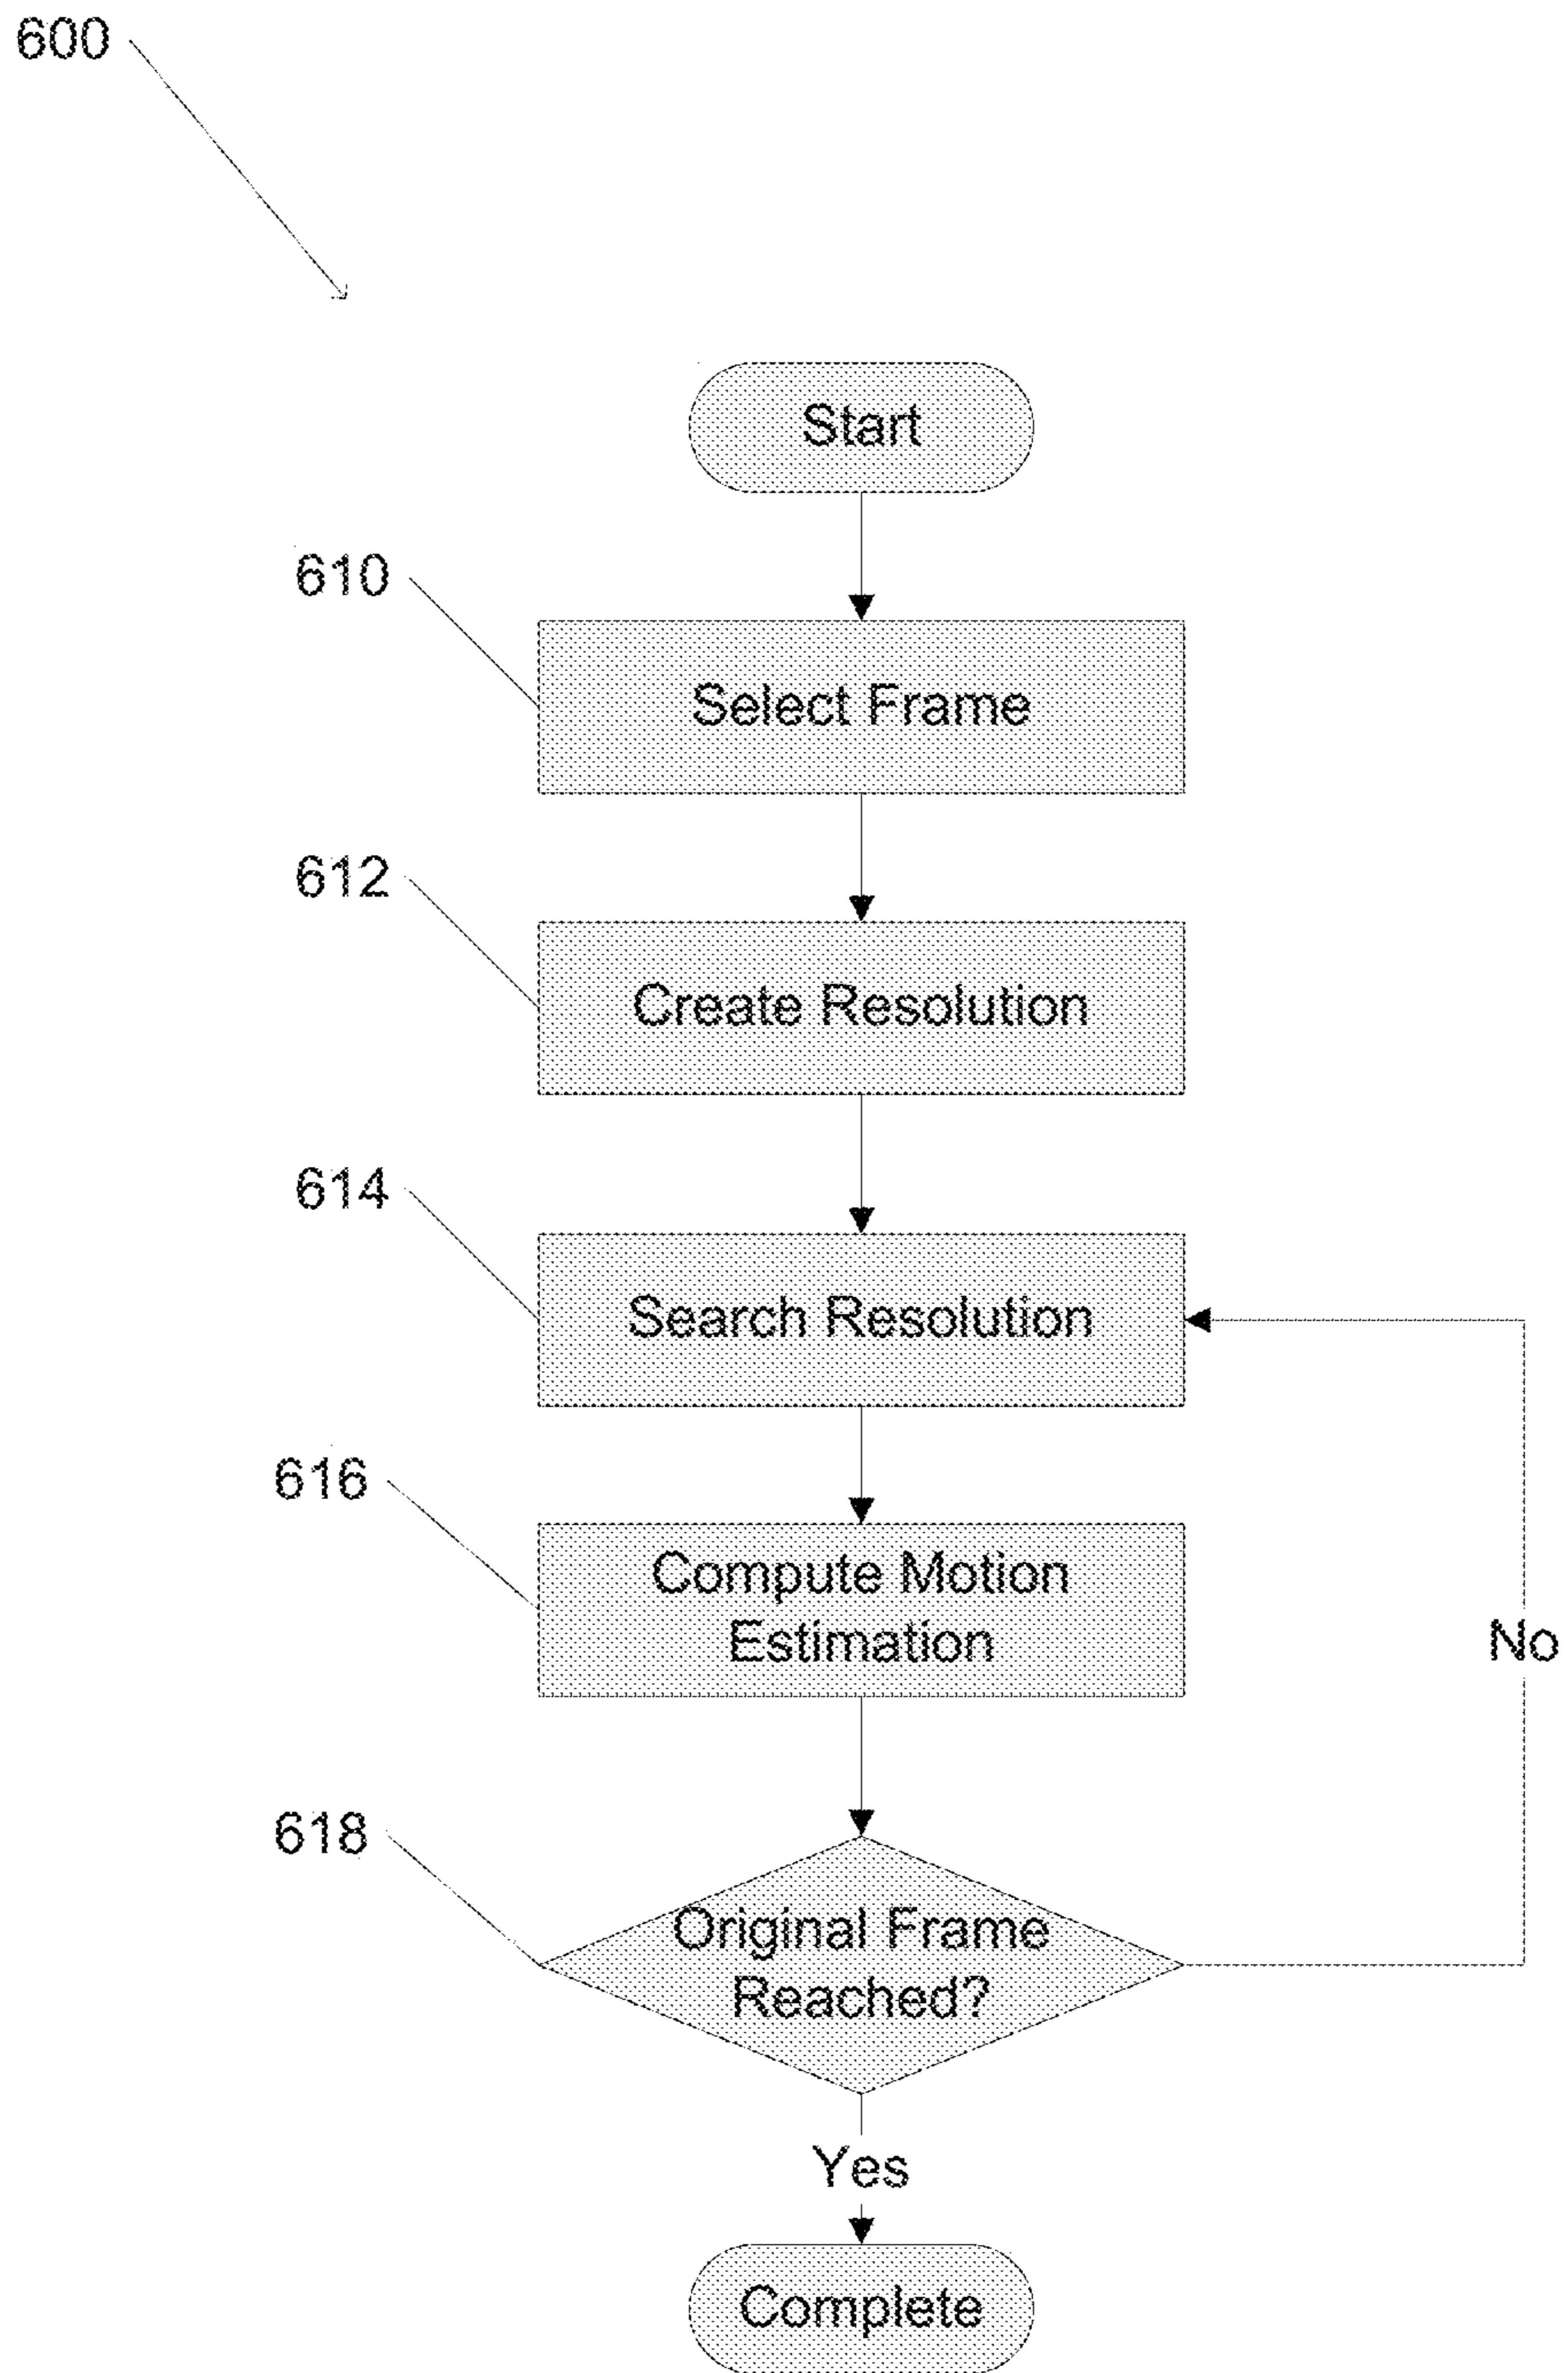 600
Start
610
Select Frame
612
Create Resolution
614
Search Resolution
616
Compute Motion
Estimation
No
618
Original Frame
Reached?
Yes
Complete